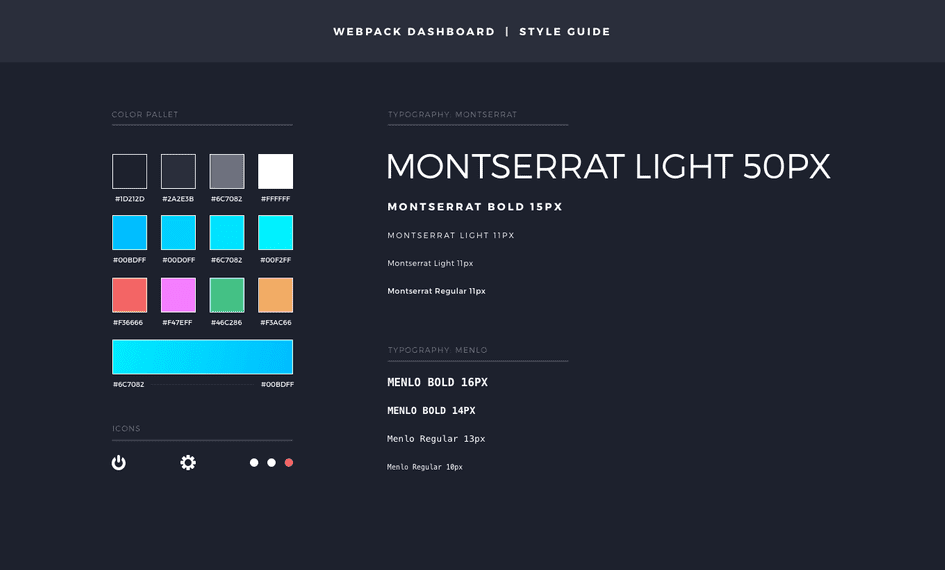 WEBPACK DASHBOARD | STYLE GUIDE
COLOR PALLET
#1D212D #2A2E3B #6C7082 #FFFFFF
#00BDFF #00D0FF #6C7082 #00F2FF
#F36666 #F47EFF #46C286 #F3AC66
#6C7082 #00BDFF
ICONS
TYPOGRAPHY: MONTSERRAT
MONTSERRAT LIGHT 50PX
MONTSERRAT BOLD 15PX
MONTSERRAT LIGHT 11PX
Montserrat Light 11px
Montserrat Regular 11px
TYPOGRAPHY: MENLO
MENLO BOLD 16PX
MENLO BOLD 14PX
Menlo Regular 13px
Menlo Regular 10px